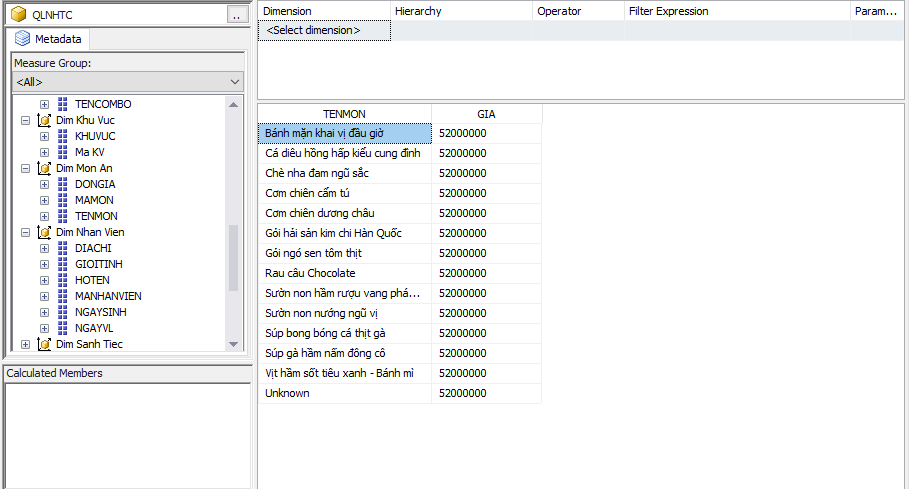 QLNHTC
..
Metadata
Measure Group:
<All>
TENCOMBO
Dim Khu Vuc
KHUVUC
Ma KV
Dim Mon An
DONGIA
MAMON
TENMON
Dim Nhan Vien
DIACHI
GIOITINH
HOTEN
MANHANVIEN
NGAYSINH
NGAYVL
Dim Sanh Tiec
Calculated Members
Dimension Hierarchy Operator Filter Expression Param...
<Select dimension>
TENMON GIA
Bánh mặn khai vị đầu giờ 52000000
Cá diêu hồng hấp kiểu cung đình 52000000
Chè nha đam ngũ sắc 52000000
Cơm chiên cẩm tú 52000000
Cơm chiên dương châu 52000000
Gỏi hải sản kim chi Hàn Quốc 52000000
Gỏi ngó sen tôm thịt 52000000
Rau câu Chocolate 52000000
Sườn non hầm rượu vang phá... 52000000
Sườn non nướng ngũ vị 52000000
Súp bong bóng cá thịt gà 52000000
Súp gà hầm nấm đông cô 52000000
Vịt hầm sốt tiêu xanh - Bánh mì 52000000
Unknown 52000000